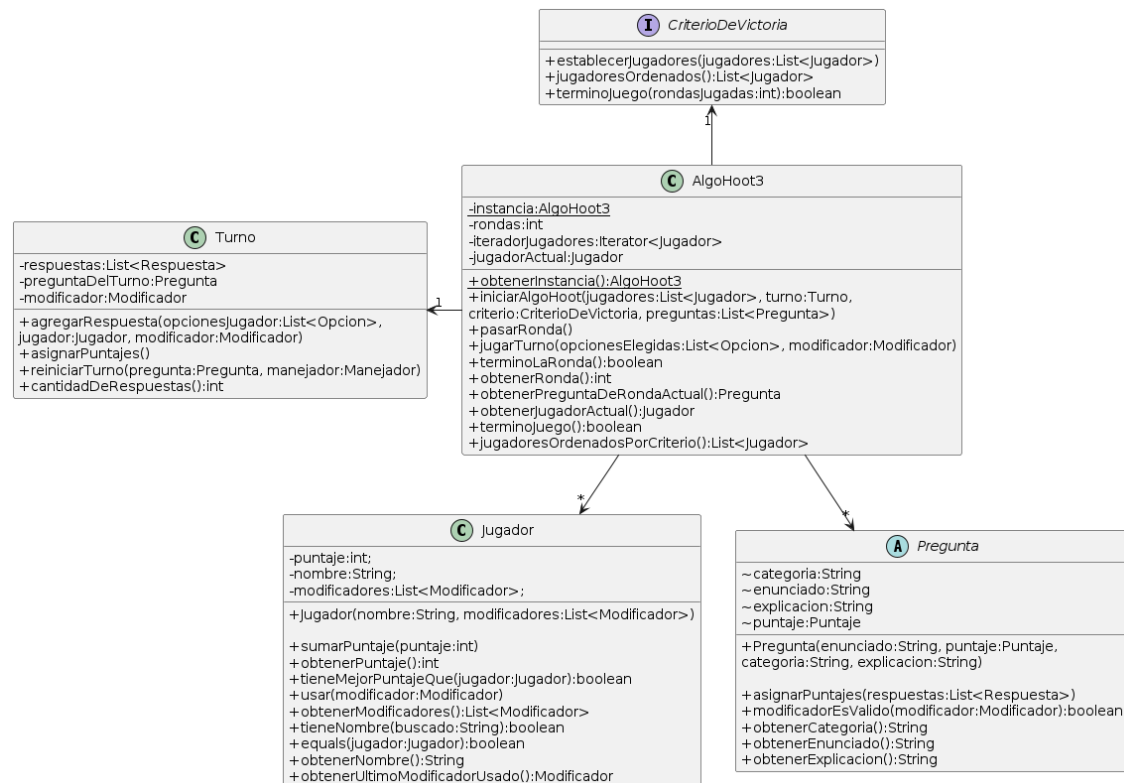 I CriterioDeVictoria
+establecerJugadores(jugadores:List<Jugador>)
+jugadoresOrdenados():List<Jugador>
+terminoJuego(rondasJugadas:int):boolean
1
C AlgoHoot3
-instancia:AlgoHoot3
-rondas:int
-iteradorJugadores:Iterator<Jugador>
-jugadorActual:Jugador
+obtenerInstancia():AlgoHoot3
+iniciarAlgoHoot(jugadores:List<Jugador>, turno:Turno,
criterio:CriterioDeVictoria, preguntas:List<Pregunta>)
+pasarRonda()
+jugarTurno(opcionesElegidas:List<Opcion>, modificador:Modificador)
+terminoLaRonda():boolean
+obtenerRonda():int
+obtenerPreguntaDeRondaActual():Pregunta
+obtenerJugadorActual():Jugador
+terminoJuego():boolean
+jugadoresOrdenadosPorCriterio():List<Jugador>
C Turno
-respuestas:List<Respuesta>
-preguntaDelTurno:Pregunta
-modificador:Modificador
+agregarRespuesta(opcionesJugador:List<Opcion>,
jugador:Jugador, modificador:Modificador)
+asignarPuntajes()
+reiniciarTurno(pregunta:Pregunta, manejador:Manejador)
+cantidadDeRespuestas():int
1
*
*
C Jugador
-puntaje:int;
-nombre:String;
-modificadores:List<Modificador>;
+Jugador(nombre:String, modificadores:List<Modificador>)
+sumarPuntaje(puntaje:int)
+obtenerPuntaje():int
+tieneMejorPuntajeQue(jugador:Jugador):boolean
+usar(modificador:Modificador)
+obtenerModificadores():List<Modificador>
+tieneNombre(buscado:String):boolean
+equals(jugador:Jugador):boolean
+obtenerNombre():String
+obtenerUltimoModificadorUsado():Modificador
A Pregunta
~categoria:String
~enunciado:String
~explicacion:String
~puntaje:Puntaje
+Pregunta(enunciado:String, puntaje:Puntaje,
categoria:String, explicacion:String)
+asignarPuntajes(respuestas:List<Respuesta>)
+modificadorEsValido(modificador:Modificador):boolean
+obtenerCategoria():String
+obtenerEnunciado():String
+obtenerExplicacion():String